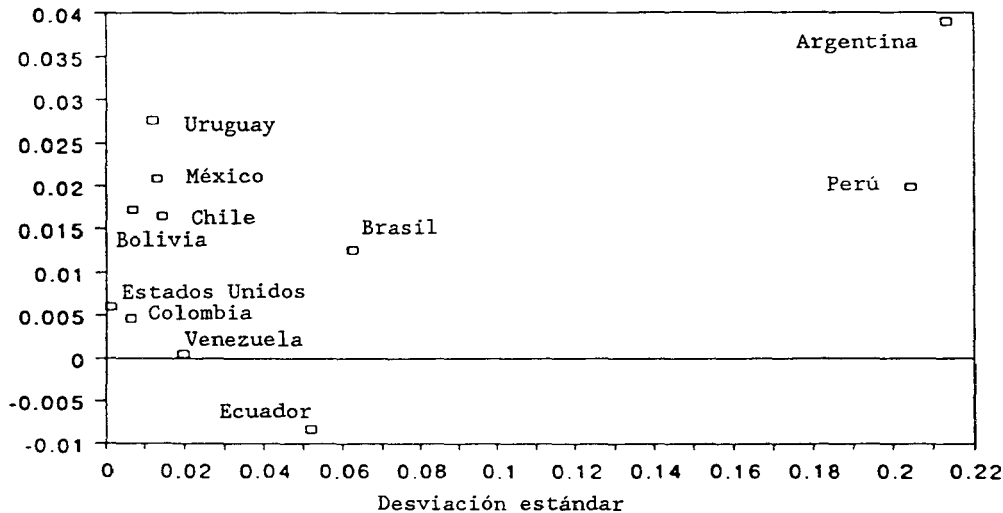 0.04
Argentina
0.035
0.03
Uruguay
0.025
México
0.02
Perú
Chile
0.015
Brasil
Bolivia
0.01
Estados Unidos
0.005
Colombia
Venezuela
0
-0.005
Ecuador
-0.01
0 0.02 0.04 0.06 0.08 0.1 0.12 0.14 0.16 0.18 0.2 0.22
Desviación estándar